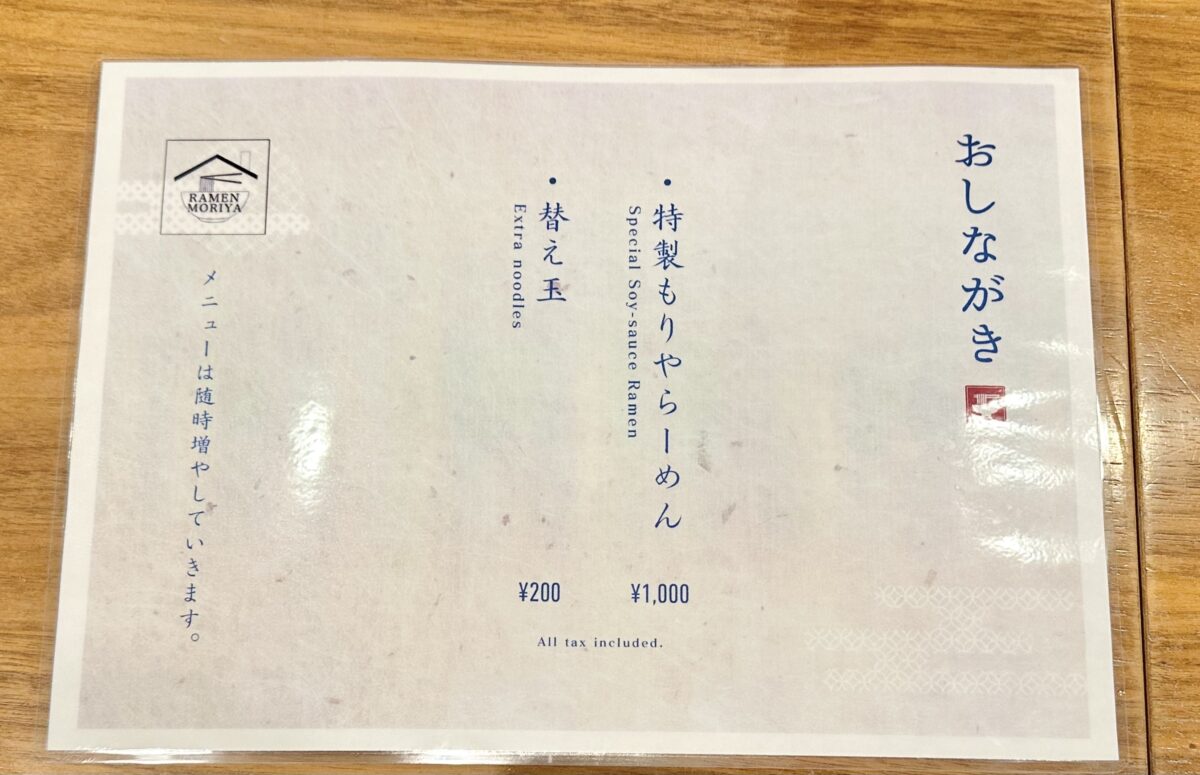 おしながき
・特製もりやらーめん
Special Soy-sauce Ramen
¥1,000
・替え玉
Extra noodles
¥200
All tax included.
RAMEN
MORIYA
メニューは随時増やしていきます。